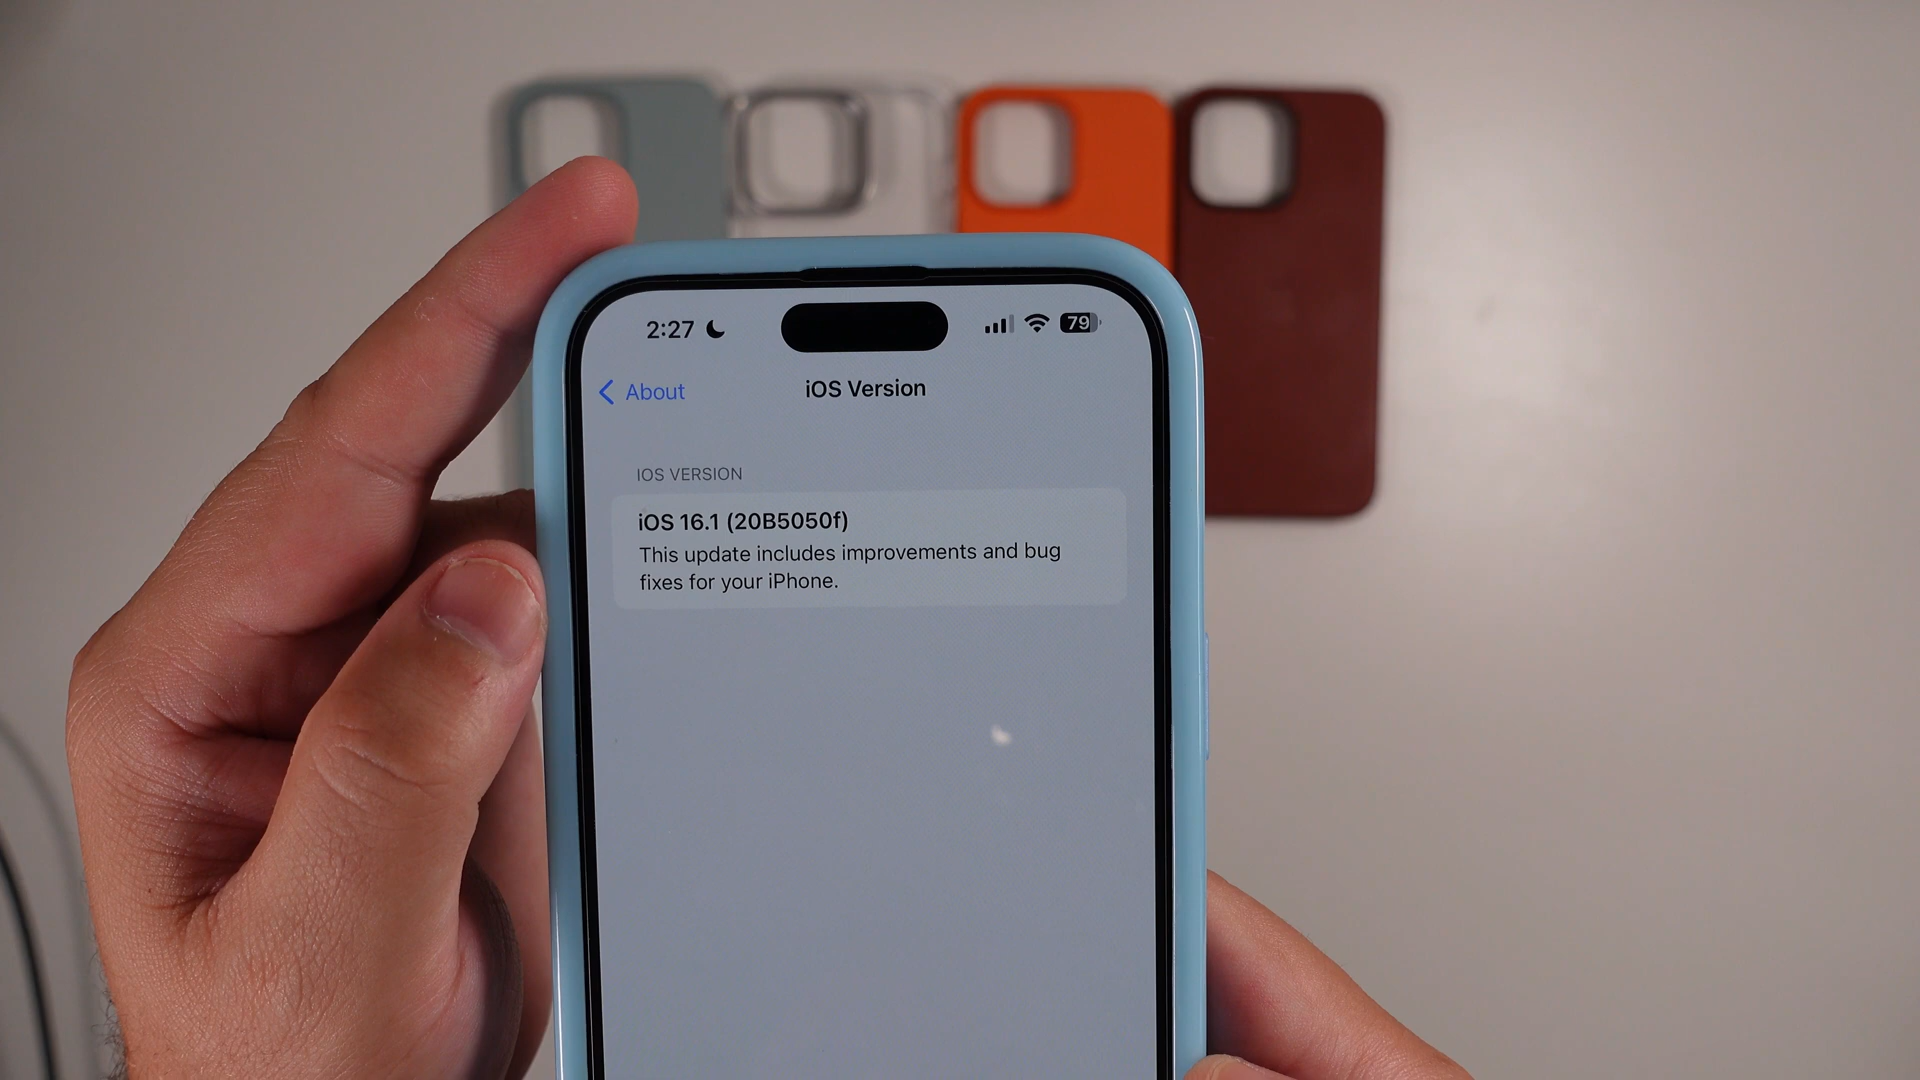 2:27
79
About
iOS Version
IOS VERSION
iOS 16.1 (20B5050f)
This update includes improvements and bug
fixes for your iPhone.